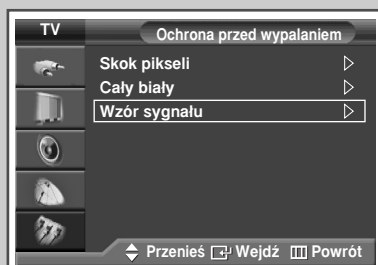 TV
Ochrona przed wypalaniem
Skok pikseli
Cały biały
Wzór sygnału
Przenieś Wejdź Powrót